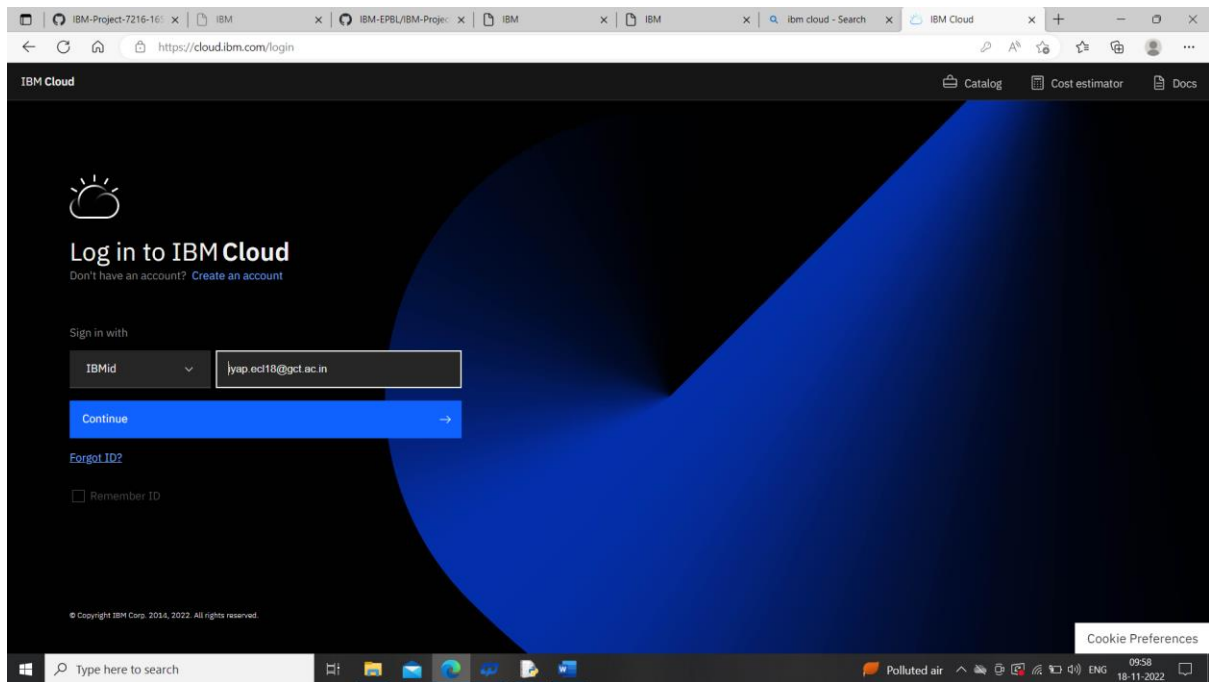 IBM-Project-7216-16
IBM
IBM-EPBL/IBM-Projec
IBM
IBM
ibm cloud - Search
IBM Cloud
https://cloud.ibm.com/login
IBM Cloud
Catalog
Cost estimator
Docs
Log in to IBM Cloud
Don't have an account? Create an account
Sign in with
IBMid
iyap.ecl18@gct.ac.in
Continue
Forgot ID?
Remember ID
© Copyright IBM Corp. 2014, 2022. All rights reserved.
Cookie Preferences
Type here to search
Polluted air
ENG
09:58
18-11-2022